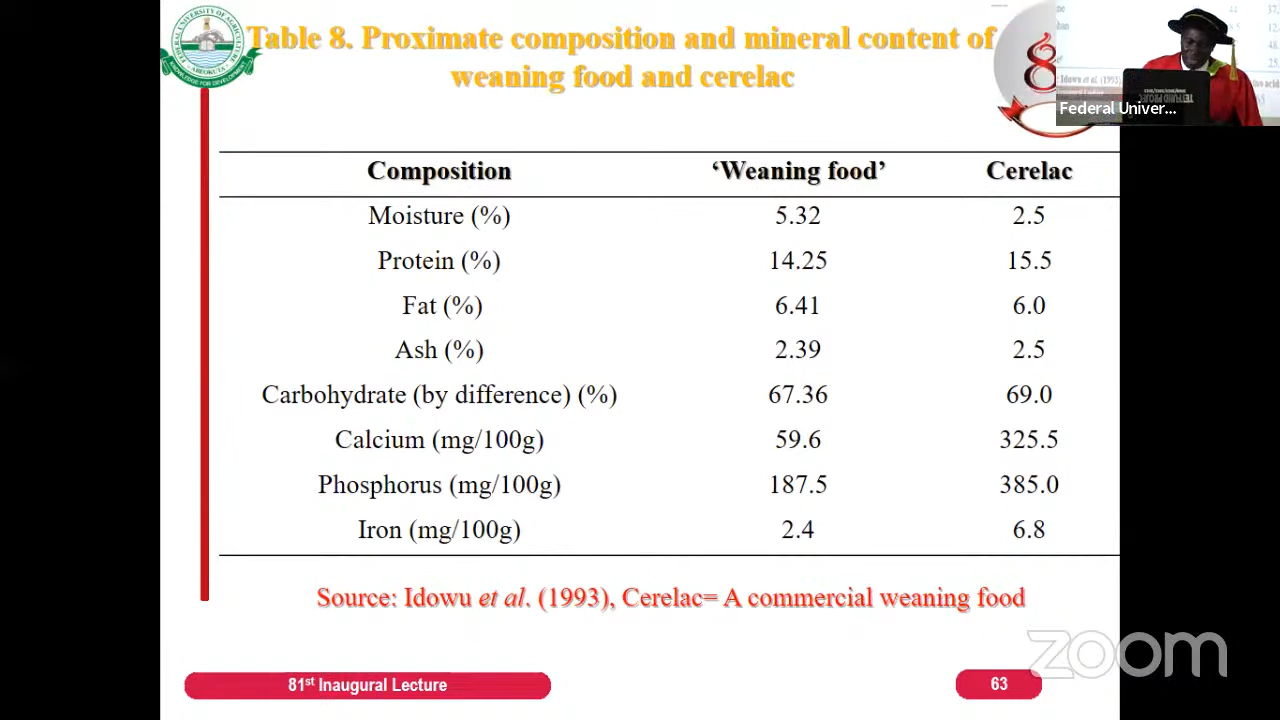 Table 8. Proximate composition and mineral content of
weaning food and cerelac
Federal Univer...
Composition ‘Weaning food’ Cerelac
Moisture (%) 5.32 2.5
Protein (%) 14.25 15.5
Fat (%) 6.41 6.0
Ash (%) 2.39 2.5
Carbohydrate (by difference) (%) 67.36 69.0
Calcium (mg/100g) 59.6 325.5
Phosphorus (mg/100g) 187.5 385.0
Iron (mg/100g) 2.4 6.8
Source: Idowu et al. (1993), Cerelac= A commercial weaning food
zoom
81st Inaugural Lecture
63